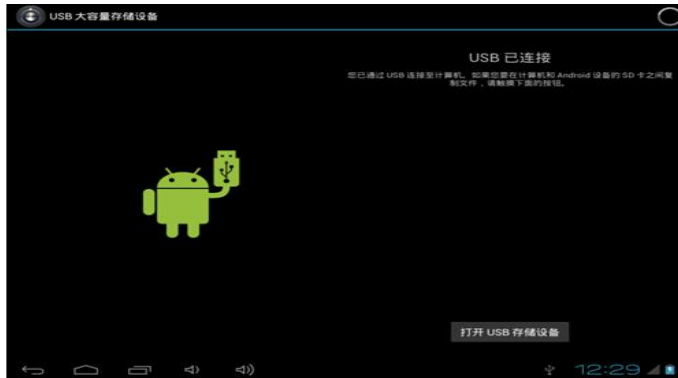 USB 大容量存储设备
USB 已连接
您已通过 USB 连接至计算机。如果您要在计算机和 Android 设备的 SD 卡之间复
制文件，请触摸下面的按钮。
打开 USB 存储设备
12:29